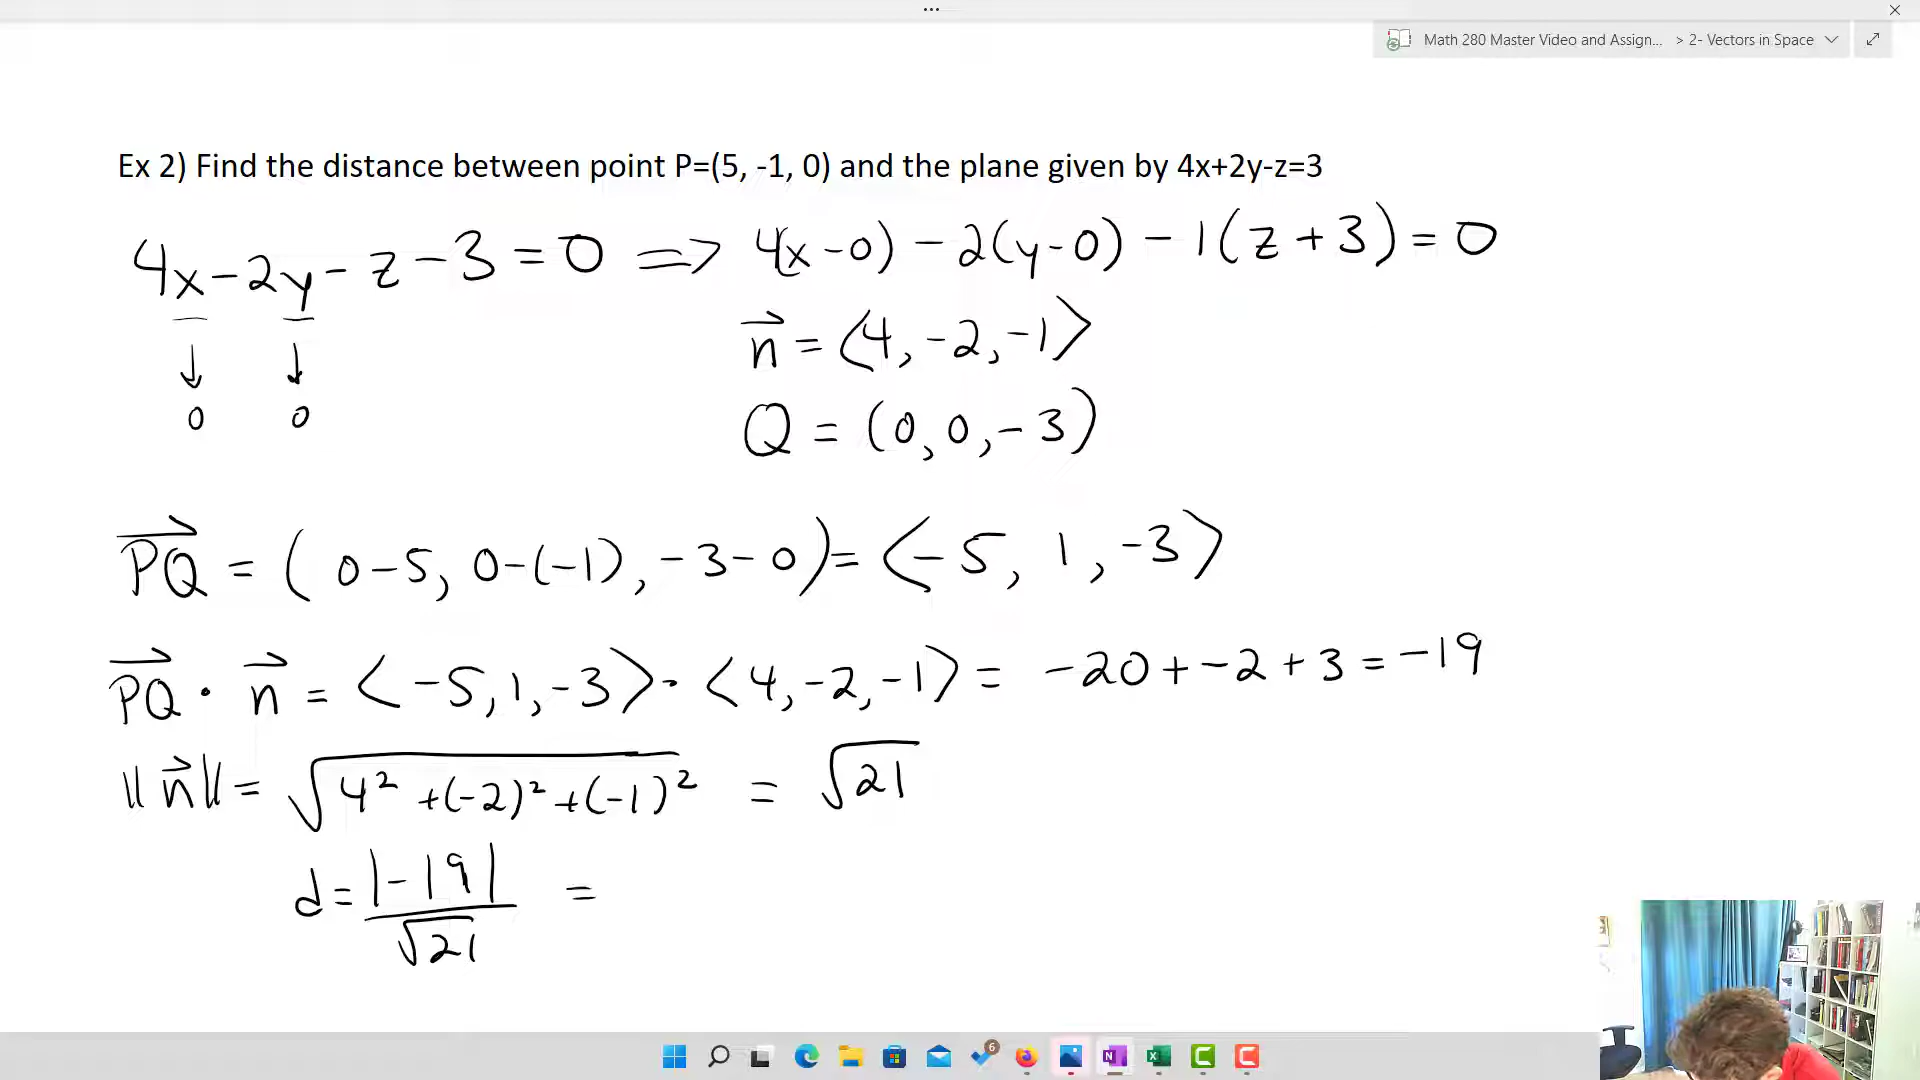 Math 280 Master Video and Assign... > 2- Vectors in Space
Ex 2) Find the distance between point P=(5, -1, 0) and the plane given by 4x+2y-z=3
4x-2y-z-3=0 => 4(x-0)-2(y-0)-1(z+3)=0
↓ ↓
0 0
n⃗ = <4,-2,-1>
Q = (0,0,-3)
PQ⃗ = (0-5, 0-(-1), -3-0) = <-5, 1, -3>
PQ⃗ · n⃗ = <-5,1,-3> · <4,-2,-1> = -20+-2+3=-19
||n⃗|| = √(4²+(-2)²+(-1)²) = √21
d = |-19|/√21 =
6